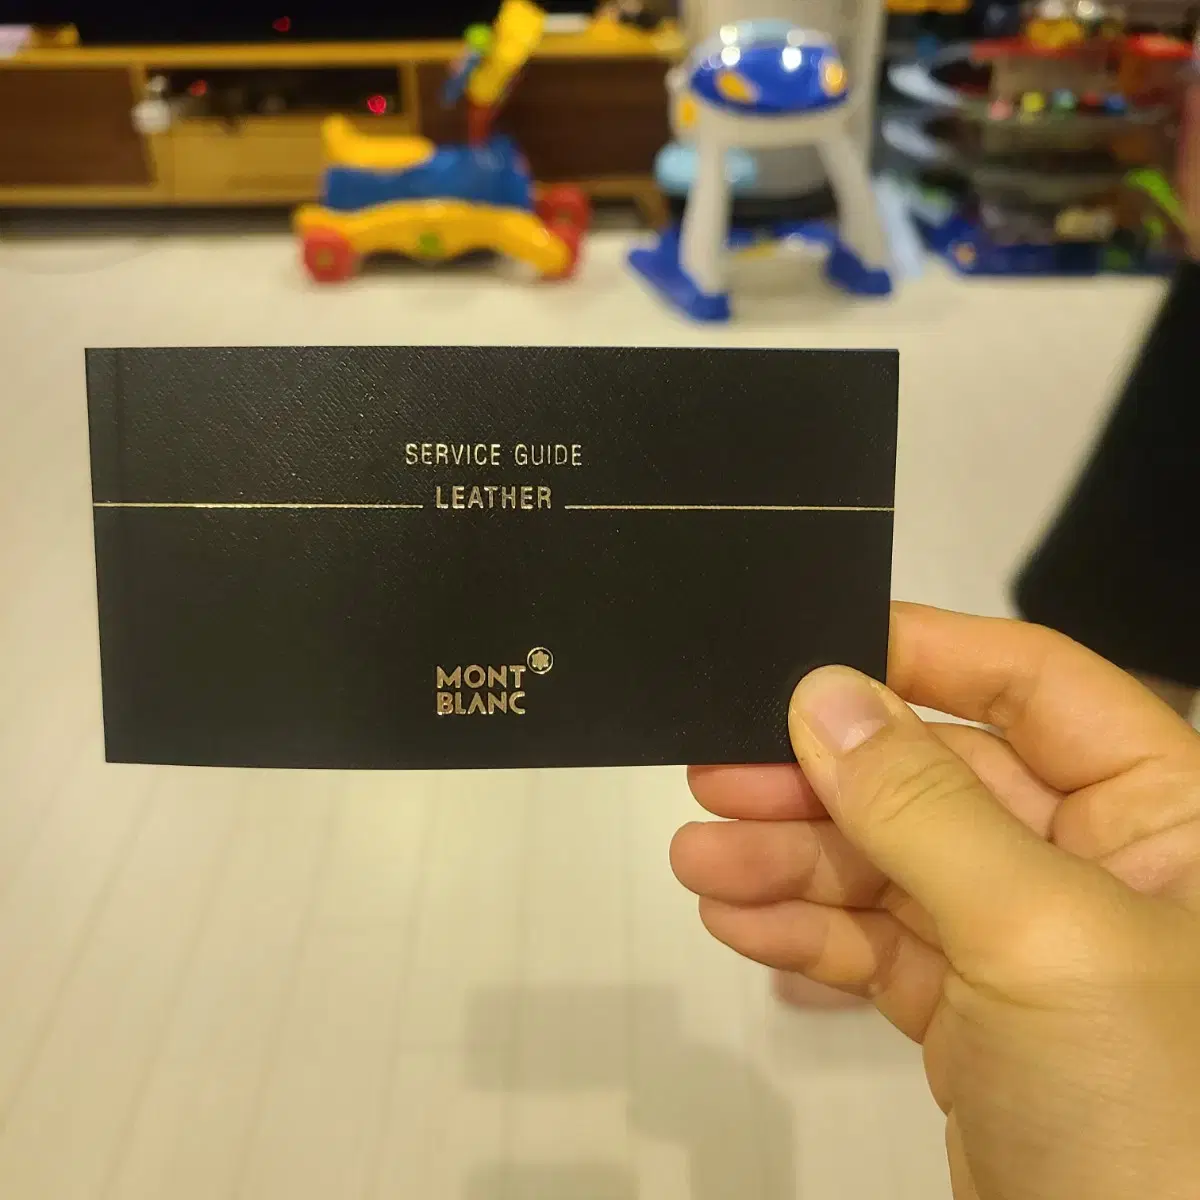 SERVICE GUIDE
LEATHER
MONT
BLANC